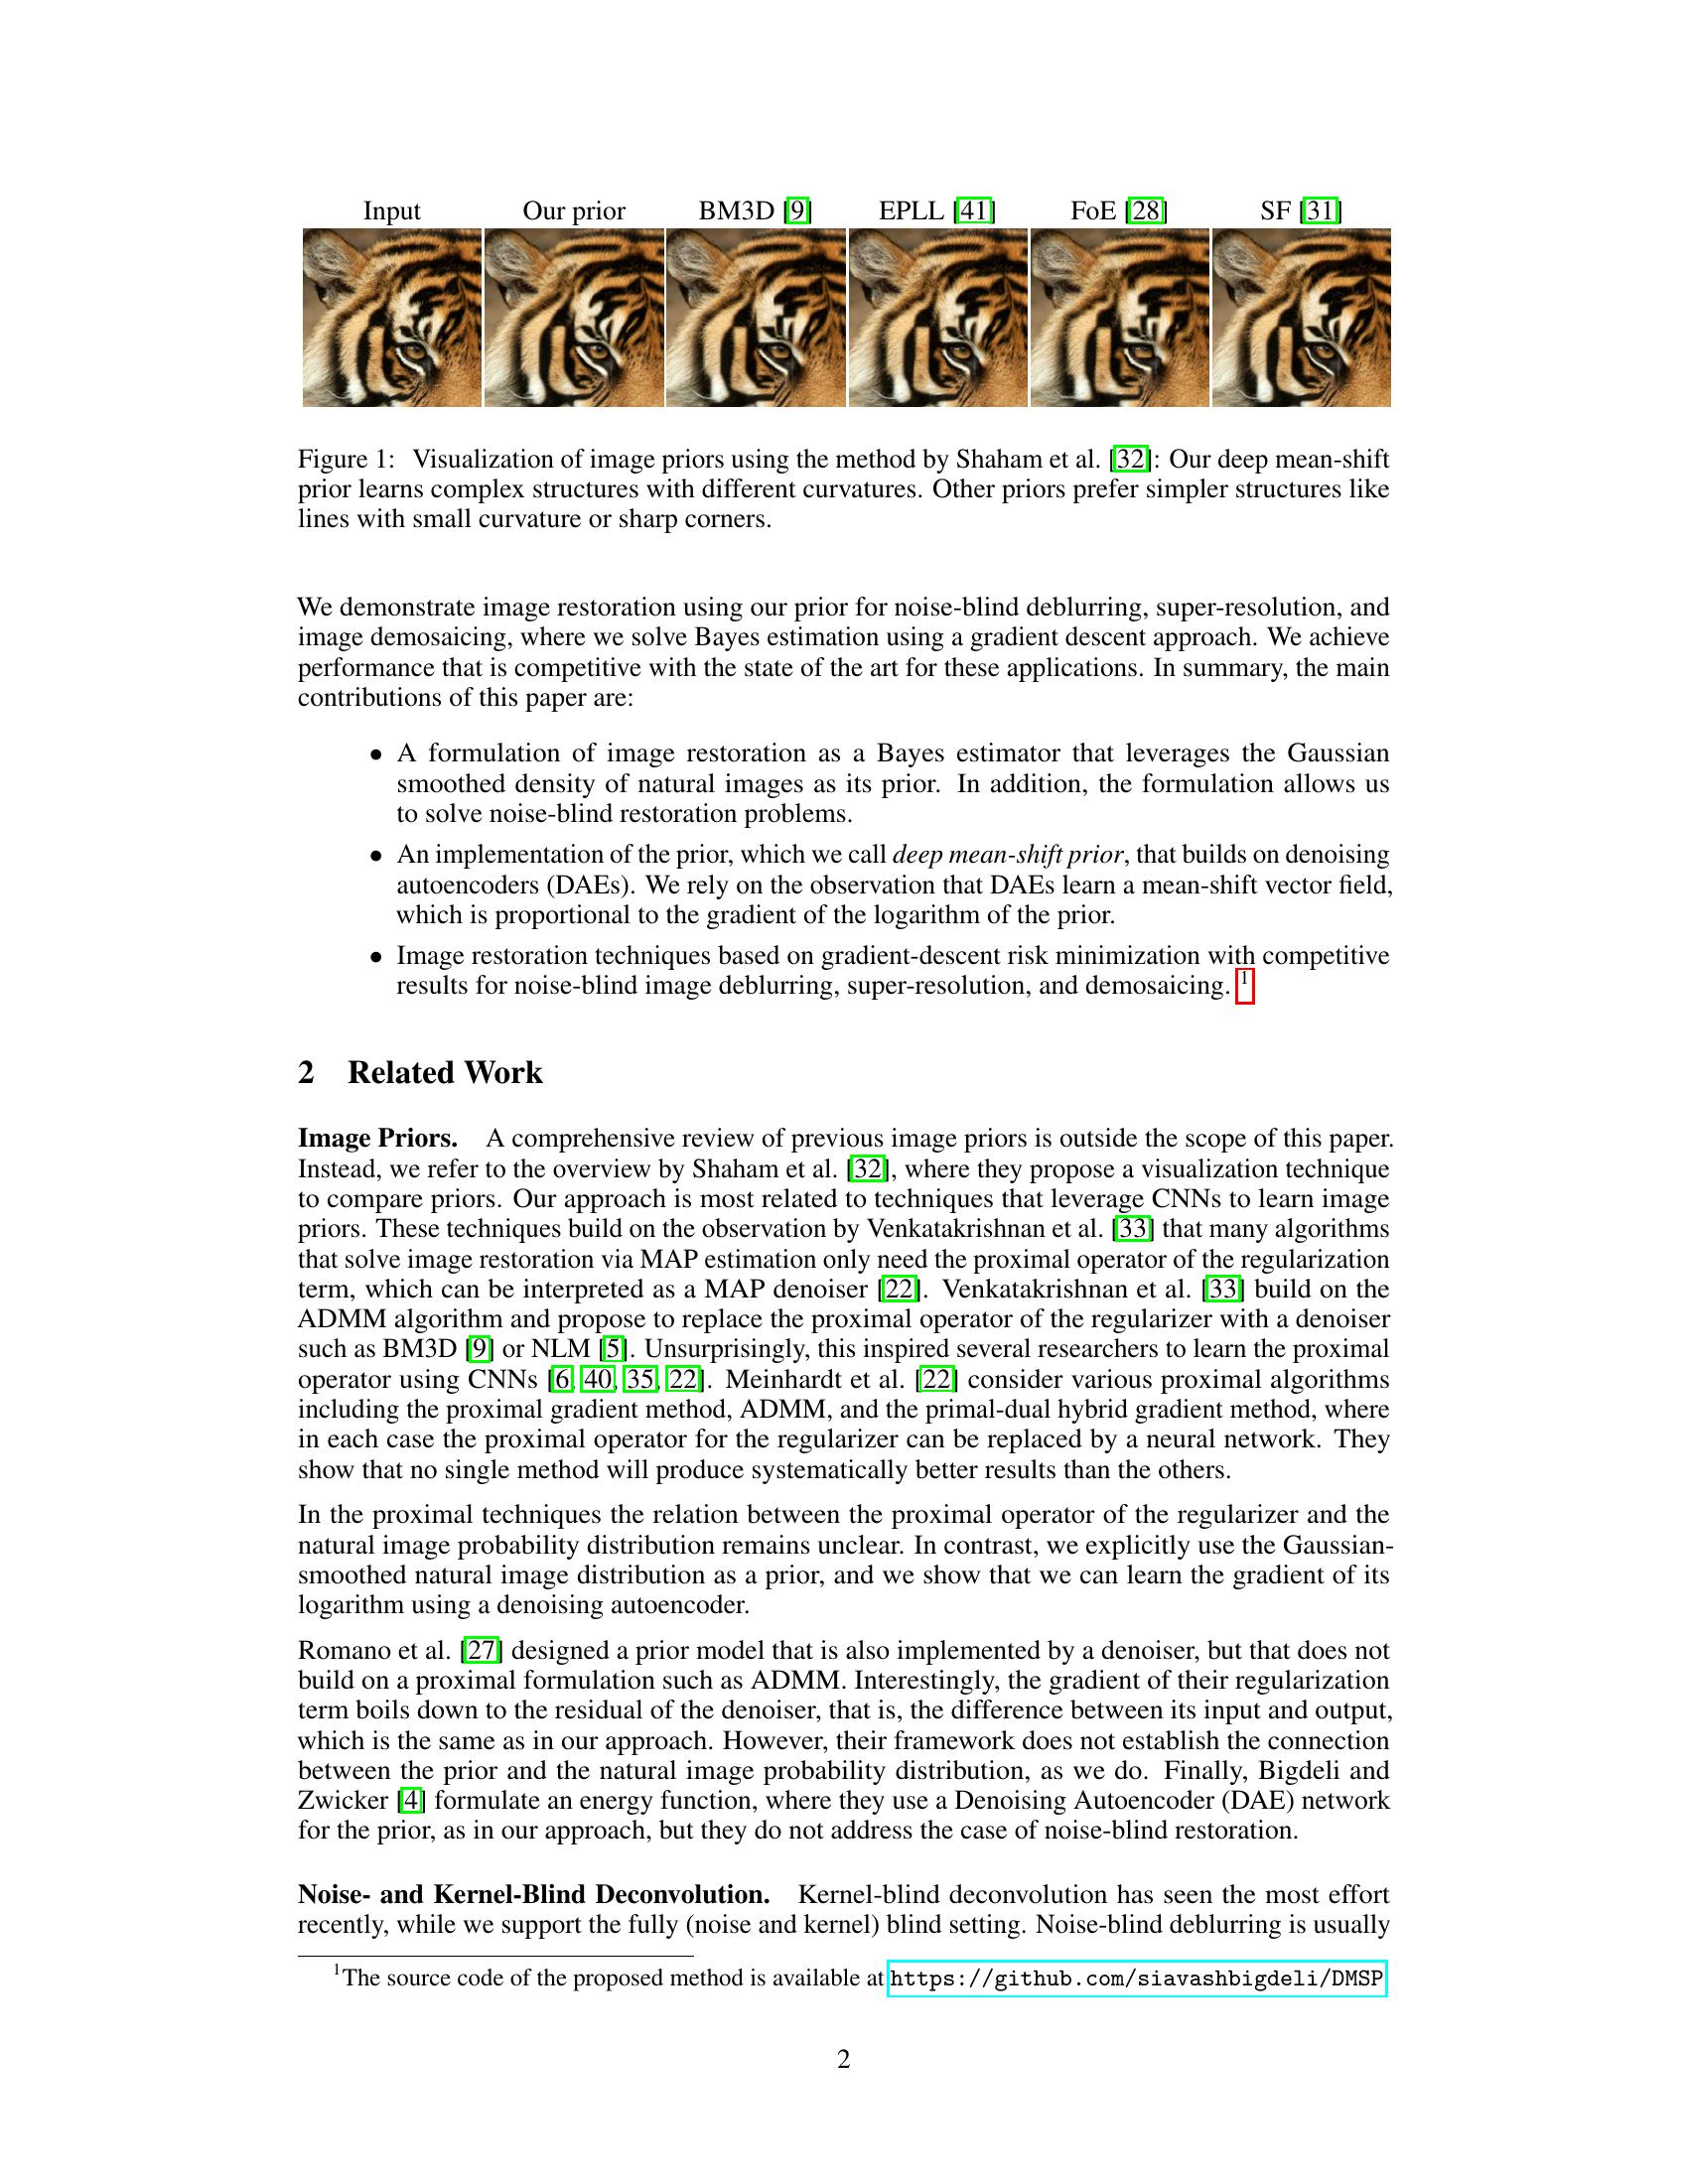 Input Our prior BM3D [9] EPLL [41] FoE [28] SF [31]
Figure 1: Visualization of image priors using the method by Shaham et al. [32]: Our deep mean-shift
prior learns complex structures with different curvatures. Other priors prefer simpler structures like
lines with small curvature or sharp corners.
We demonstrate image restoration using our prior for noise-blind deblurring, super-resolution, and
image demosaicing, where we solve Bayes estimation using a gradient descent approach. We achieve
performance that is competitive with the state of the art for these applications. In summary, the main
contributions of this paper are:
• A formulation of image restoration as a Bayes estimator that leverages the Gaussian
smoothed density of natural images as its prior. In addition, the formulation allows us
to solve noise-blind restoration problems.
• An implementation of the prior, which we call deep mean-shift prior, that builds on denoising
autoencoders (DAEs). We rely on the observation that DAEs learn a mean-shift vector field,
which is proportional to the gradient of the logarithm of the prior.
• Image restoration techniques based on gradient-descent risk minimization with competitive
results for noise-blind image deblurring, super-resolution, and demosaicing. 1
2 Related Work
Image Priors. A comprehensive review of previous image priors is outside the scope of this paper.
Instead, we refer to the overview by Shaham et al. [32], where they propose a visualization technique
to compare priors. Our approach is most related to techniques that leverage CNNs to learn image
priors. These techniques build on the observation by Venkatakrishnan et al. [33] that many algorithms
that solve image restoration via MAP estimation only need the proximal operator of the regularization
term, which can be interpreted as a MAP denoiser [22]. Venkatakrishnan et al. [33] build on the
ADMM algorithm and propose to replace the proximal operator of the regularizer with a denoiser
such as BM3D [9] or NLM [5]. Unsurprisingly, this inspired several researchers to learn the proximal
operator using CNNs [6, 40, 35, 22]. Meinhardt et al. [22] consider various proximal algorithms
including the proximal gradient method, ADMM, and the primal-dual hybrid gradient method, where
in each case the proximal operator for the regularizer can be replaced by a neural network. They
show that no single method will produce systematically better results than the others.
In the proximal techniques the relation between the proximal operator of the regularizer and the
natural image probability distribution remains unclear. In contrast, we explicitly use the Gaussian-
smoothed natural image distribution as a prior, and we show that we can learn the gradient of its
logarithm using a denoising autoencoder.
Romano et al. [27] designed a prior model that is also implemented by a denoiser, but that does not
build on a proximal formulation such as ADMM. Interestingly, the gradient of their regularization
term boils down to the residual of the denoiser, that is, the difference between its input and output,
which is the same as in our approach. However, their framework does not establish the connection
between the prior and the natural image probability distribution, as we do. Finally, Bigdeli and
Zwicker [4] formulate an energy function, where they use a Denoising Autoencoder (DAE) network
for the prior, as in our approach, but they do not address the case of noise-blind restoration.
Noise- and Kernel-Blind Deconvolution. Kernel-blind deconvolution has seen the most effort
recently, while we support the fully (noise and kernel) blind setting. Noise-blind deblurring is usually
1The source code of the proposed method is available at https://github.com/siavashbigdeli/DMSP
2